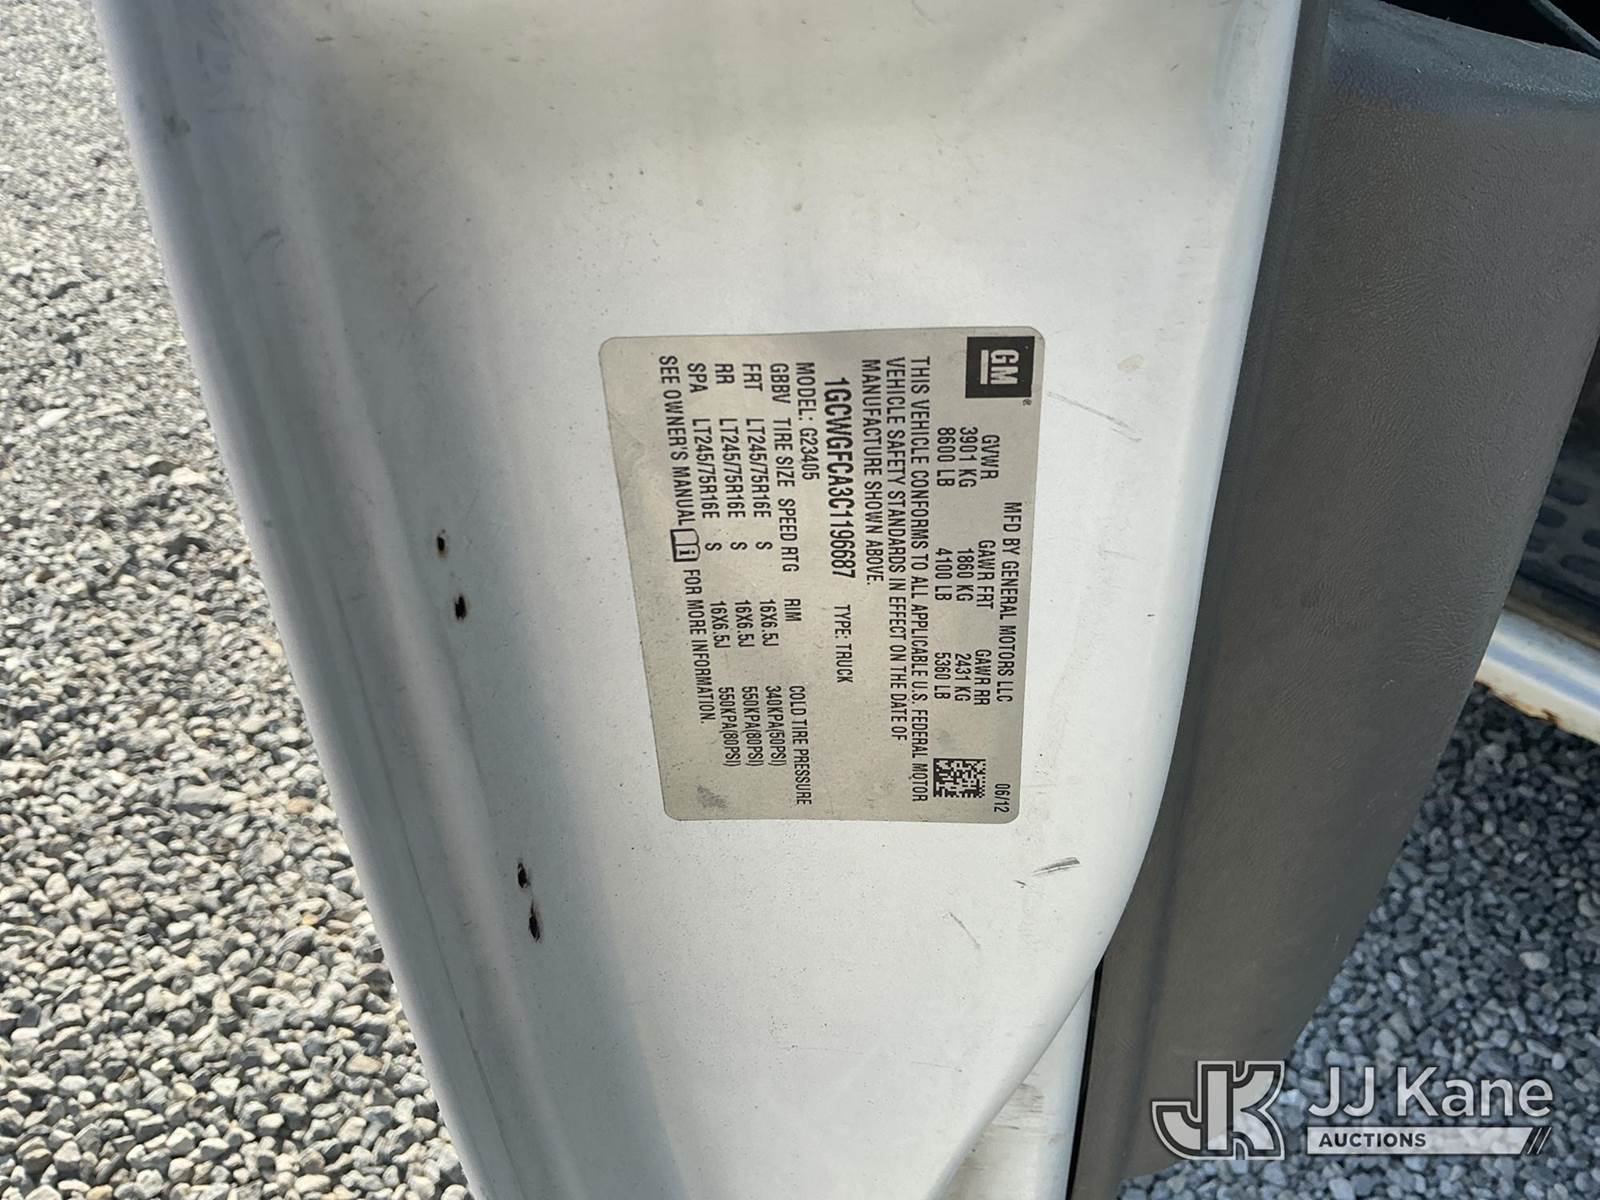 GM®
MFD BY GENERAL MOTORS LLC 06/12
GVWR GAWR FRT GAWR RR
3901 KG 1860 KG 2431 KG
8600 LB 4100 LB 5360 LB
THIS VEHICLE CONFORMS TO ALL APPLICABLE U.S. FEDERAL MOTOR
VEHICLE SAFETY STANDARDS IN EFFECT ON THE DATE OF
MANUFACTURE SHOWN ABOVE.
1GCWGFCA3C1196687 TYPE: TRUCK
MODEL: G23405
GBBV TIRE SIZE SPEED RTG RIM COLD TIRE PRESSURE
FRT LT245/75R16E S 16X6.5J 340KPA(50PSI)
RR LT245/75R16E S 16X6.5J 550KPA(80PSI)
SPA LT245/75R16E S 16X6.5J 550KPA(80PSI)
SEE OWNER'S MANUAL FOR MORE INFORMATION.
JK
JJ Kane
AUCTIONS